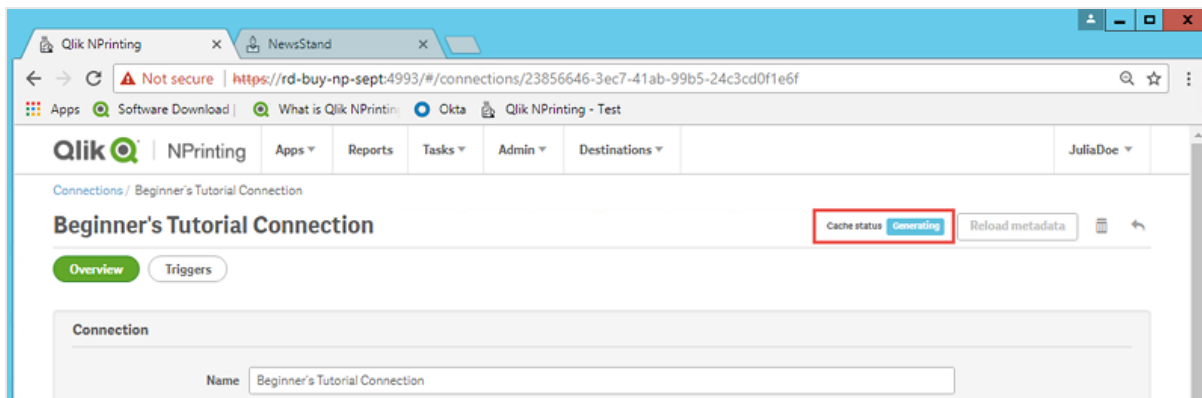 Qlik NPrinting NewsStand
Not secure | https://rd-buy-np-sept:4993/#/connections/23856646-3ec7-41ab-99b5-24c3cd0f1e6f
Apps Software Download | What is Qlik NPrintin Okta Qlik NPrinting - Test
Qlik NPrinting Apps Reports Tasks Admin Destinations JuliaDoe
Connections / Beginner's Tutorial Connection
Beginner's Tutorial Connection Cache status Generating Reload metadata
Overview Triggers
Connection
Name Beginner's Tutorial Connection